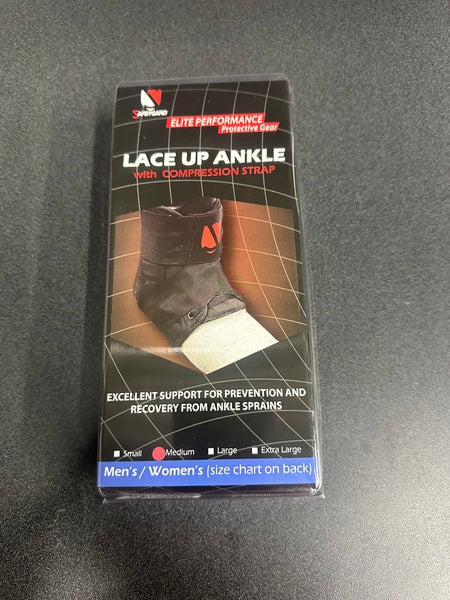 SAFETGARD
ELITE PERFORMANCE
Protective Gear
LACE UP ANKLE
with COMPRESSION STRAP
EXCELLENT SUPPORT FOR PREVENTION AND
RECOVERY FROM ANKLE SPRAINS
Small Medium Large Extra Large
Men's / Women's (size chart on back)